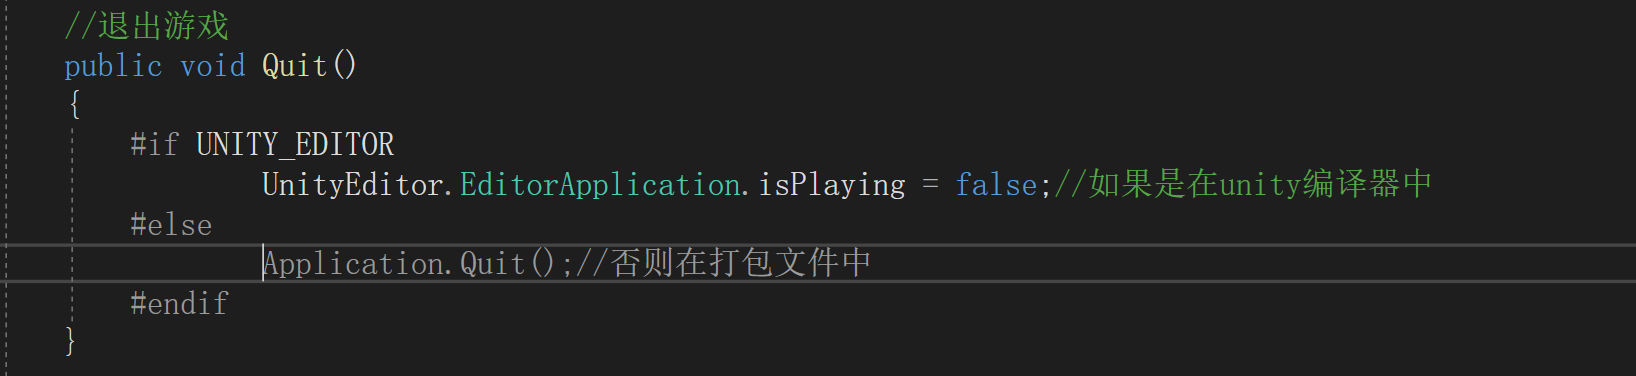 //退出游戏
public void Quit()
{
#if UNITY_EDITOR
UnityEditor.EditorApplication.isPlaying = false;//如果是在unity编译器中
#else
Application.Quit();//否则在打包文件中
#endif
}